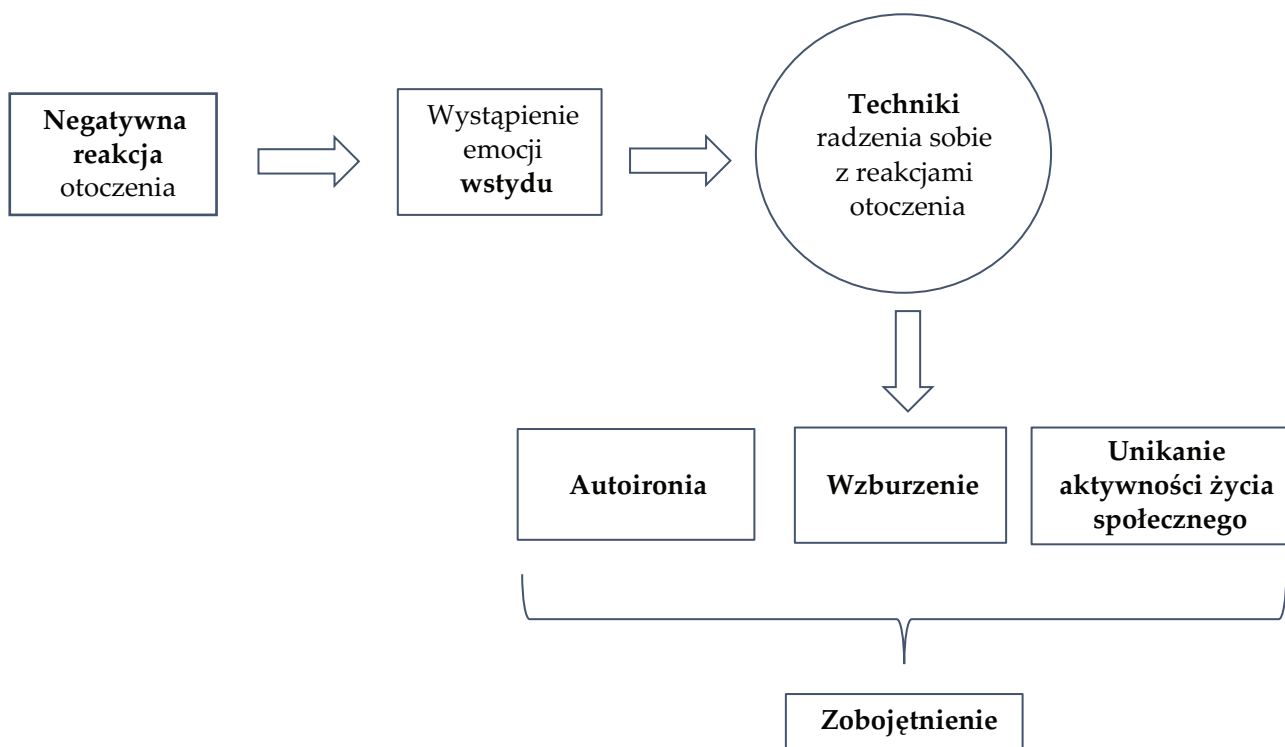 Negatywna
reakcja
otoczenia
Wystąpienie
emocji
wstydu
Techniki
radzenia sobie
z reakcjami
otoczenia
Autoironia
Wzburzenie
Unikanie
aktywności życia
społecznego
Zobojętnienie